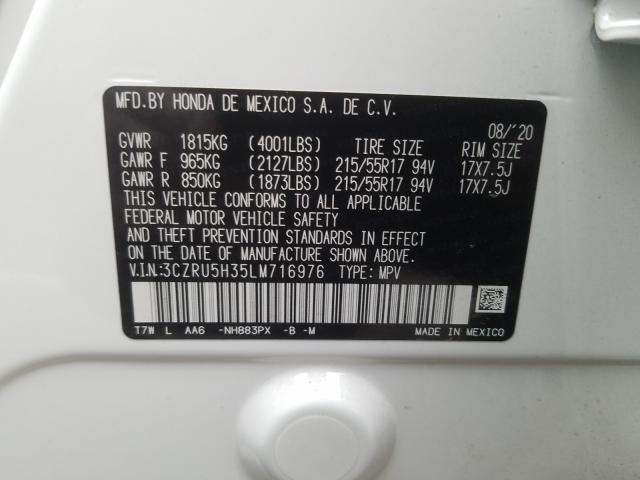 MFD.BY HONDA DE MEXICO S.A. DE C.V.
08/'20
GVWR 1815KG (4001LBS) TIRE SIZE RIM SIZE
GAWR F 965KG (2127LBS) 215/55R17 94V 17X7.5J
GAWR R 850KG (1873LBS) 215/55R17 94V 17X7.5J
THIS VEHICLE CONFORMS TO ALL APPLICABLE
FEDERAL MOTOR VEHICLE SAFETY
AND THEFT PREVENTION STANDARDS IN EFFECT
ON THE DATE OF MANUFACTURE SHOWN ABOVE.
V.I.N:3CZRU5H35LM716976 TYPE: MPV
T7W L AA6 -NH883PX -B -M MADE IN MEXICO